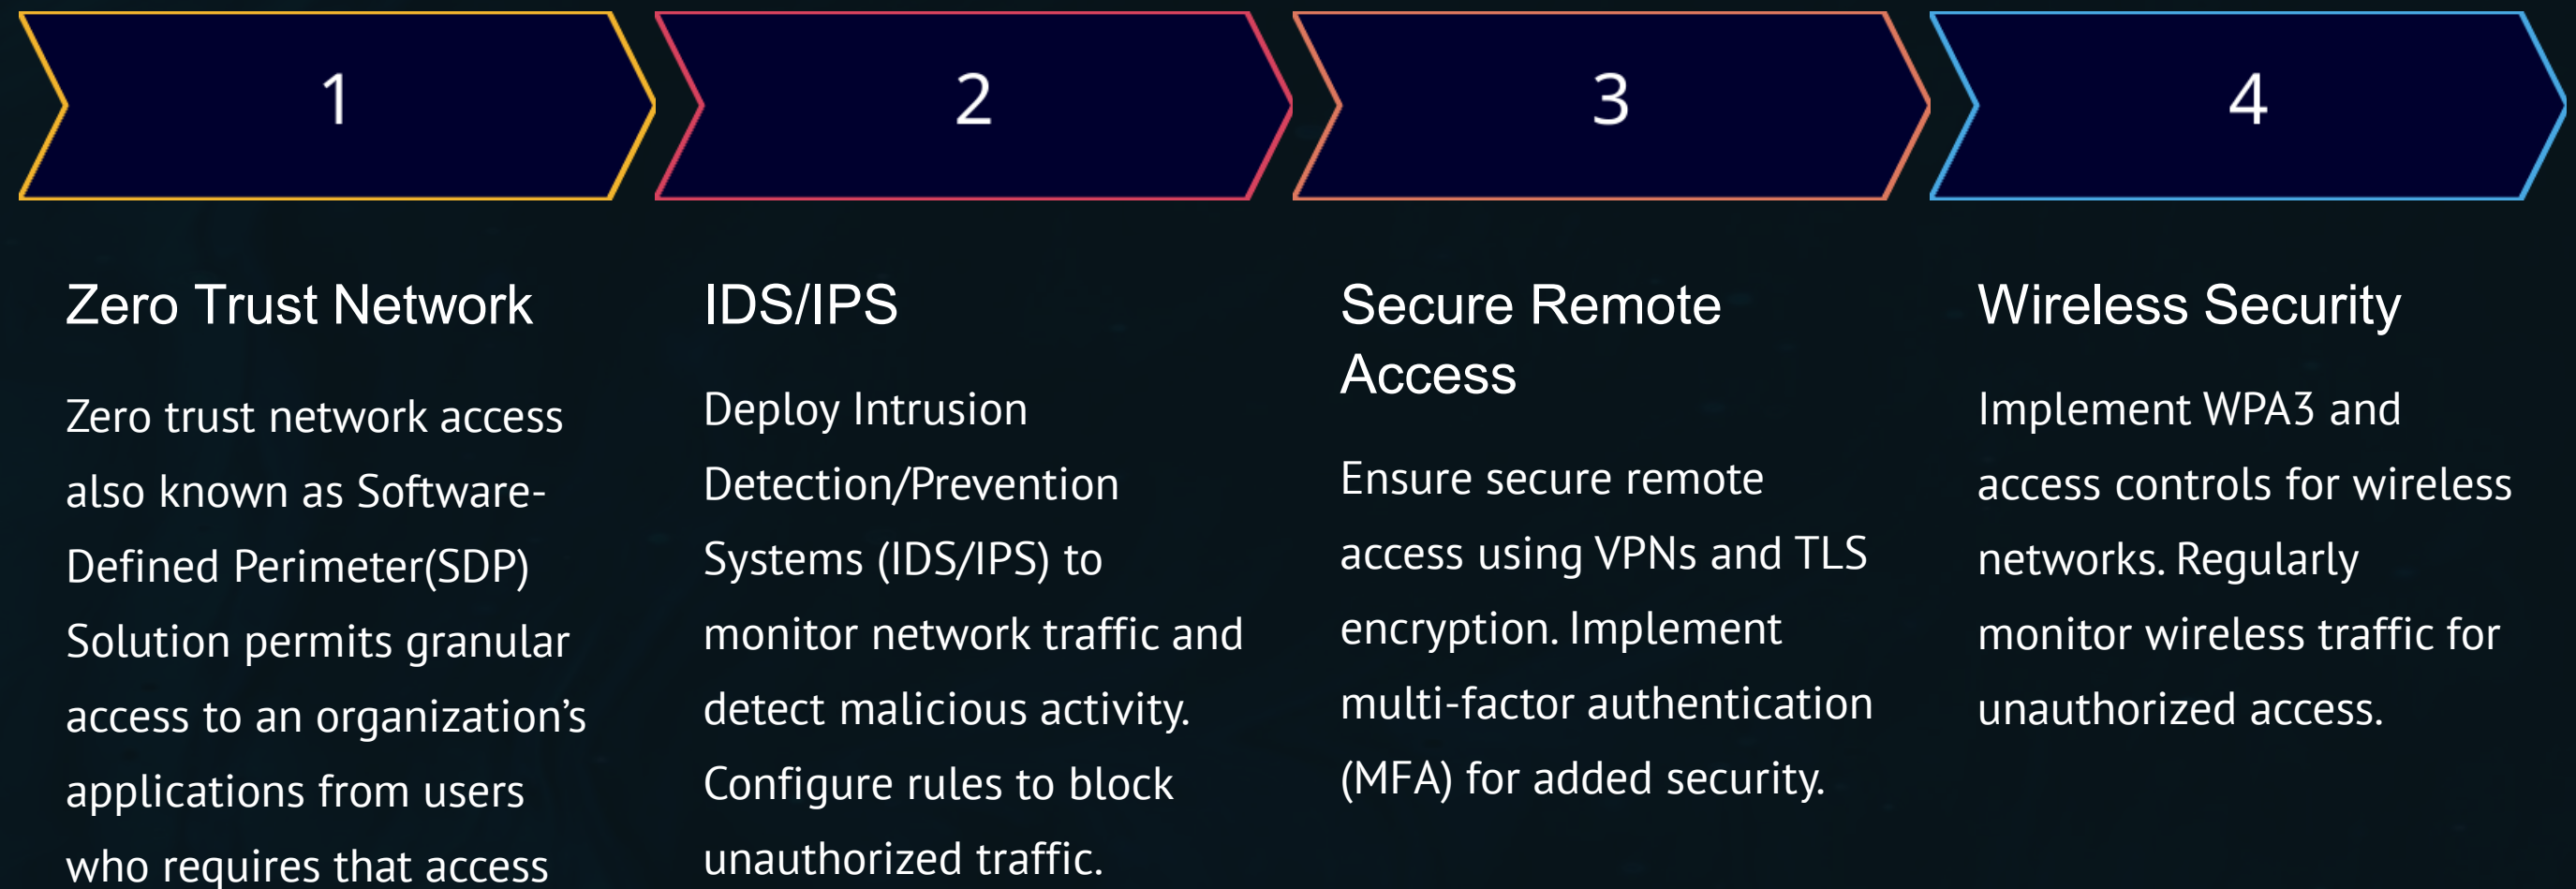 1
2
3
4
Zero Trust Network
Zero trust network access
also known as Software-
Defined Perimeter(SDP)
Solution permits granular
access to an organization’s
applications from users
who requires that access
IDS/IPS
Deploy Intrusion
Detection/Prevention
Systems (IDS/IPS) to
monitor network traffic and
detect malicious activity.
Configure rules to block
unauthorized traffic.
Secure Remote
Access
Ensure secure remote
access using VPNs and TLS
encryption. Implement
multi-factor authentication
(MFA) for added security.
Wireless Security
Implement WPA3 and
access controls for wireless
networks. Regularly
monitor wireless traffic for
unauthorized access.